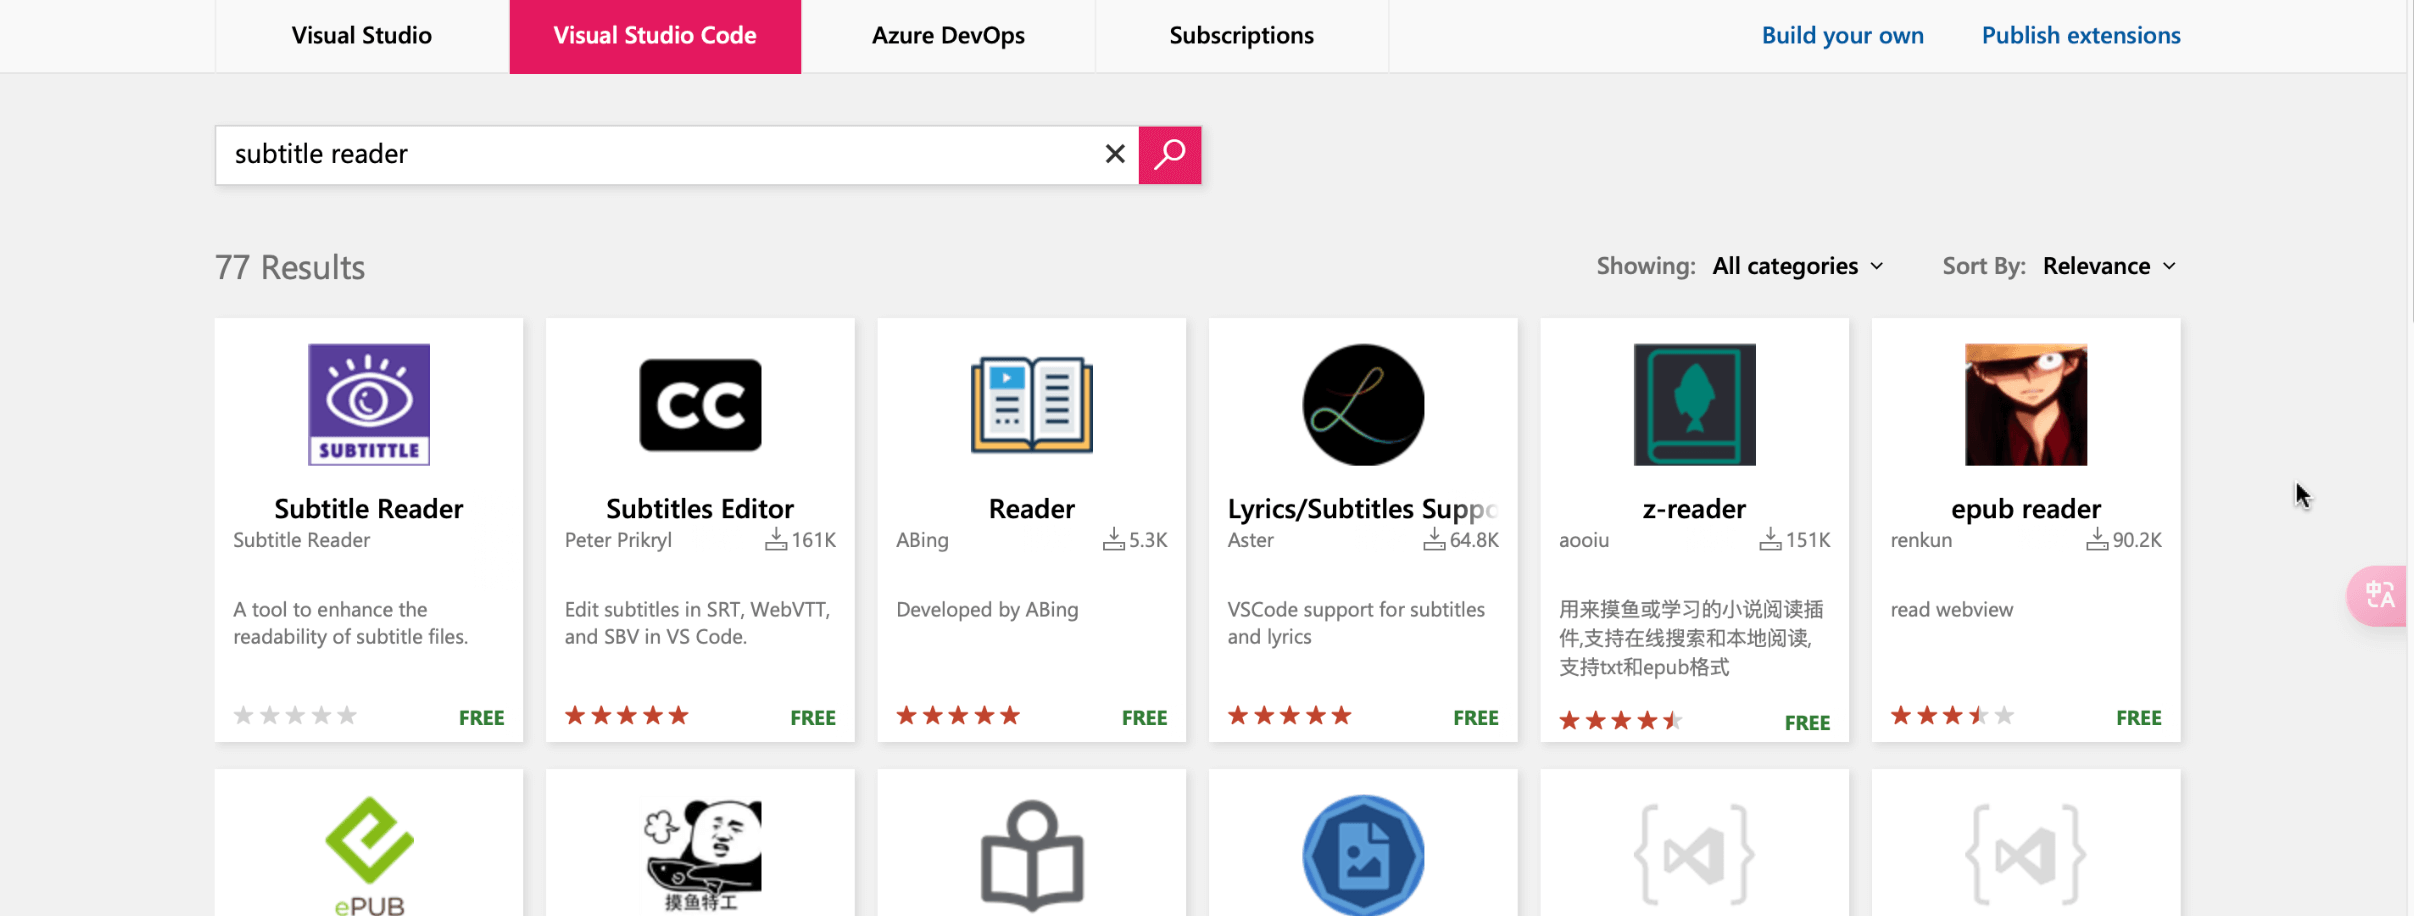 Visual Studio
Visual Studio Code
Azure DevOps
Subscriptions
Build your own
Publish extensions
subtitle reader
77 Results
Showing: All categories
Sort By: Relevance
SUBTITTLE
Subtitle Reader
Subtitle Reader
A tool to enhance the
readability of subtitle files.
FREE
CC
Subtitles Editor
Peter Prikryl 161K
Edit subtitles in SRT, WebVTT,
and SBV in VS Code.
FREE
Reader
ABing 5.3K
Developed by ABing
FREE
L
Lyrics/Subtitles Suppo
Aster 64.8K
VSCode support for subtitles
and lyrics
FREE
z-reader
aooiu 151K
用来摸鱼或学习的小说阅读插
件,支持在线搜索和本地阅读,
支持txt和epub格式
FREE
epub reader
renkun 90.2K
read webview
FREE
中A
ePUB
摸鱼特工